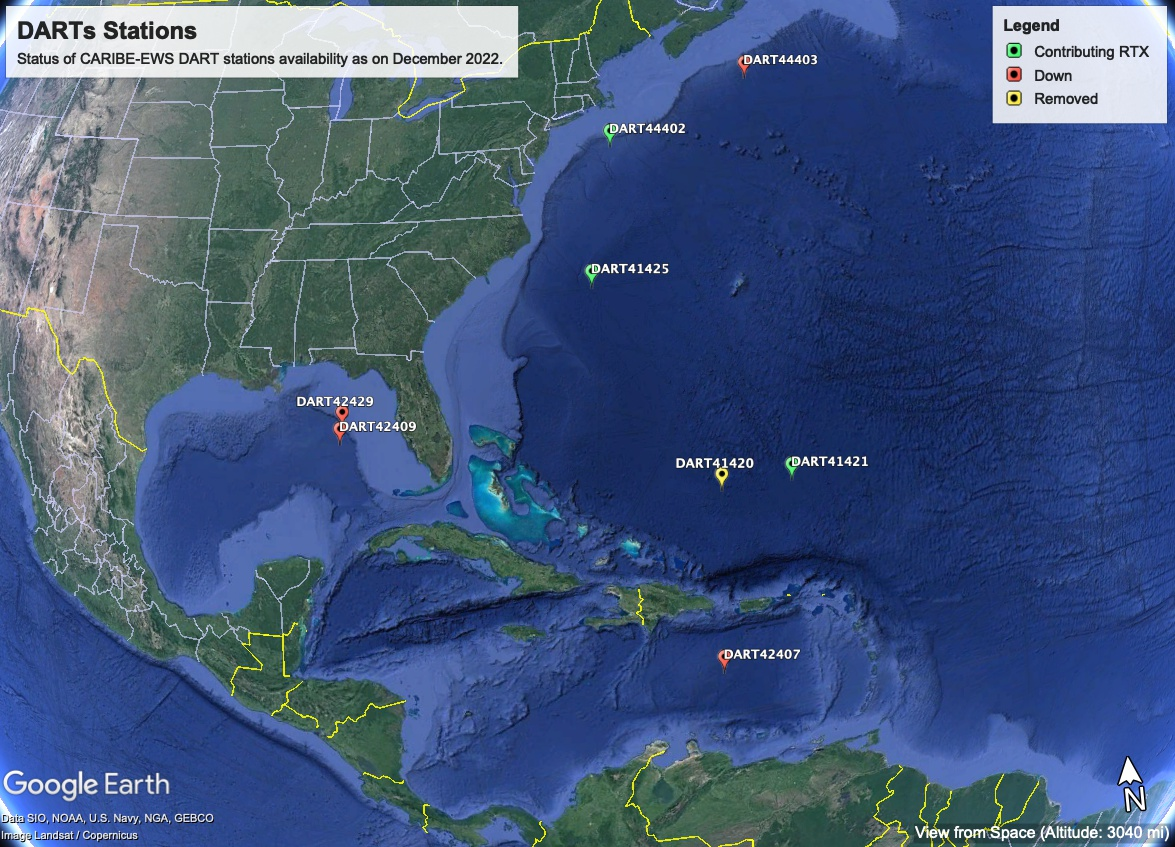 DARTs Stations
Status of CARIBE-EWS DART stations availability as on December 2022.
Legend
Contributing RTX
Down
Removed
DART44403
DART44402
DART41425
DART42429
DART42409
DART41420
DART41421
DART42407
Google Earth
Data SIO, NOAA, U.S. Navy, NGA, GEBCO
Image Landsat / Copernicus
N
View from Space (Altitude: 3040 mi)